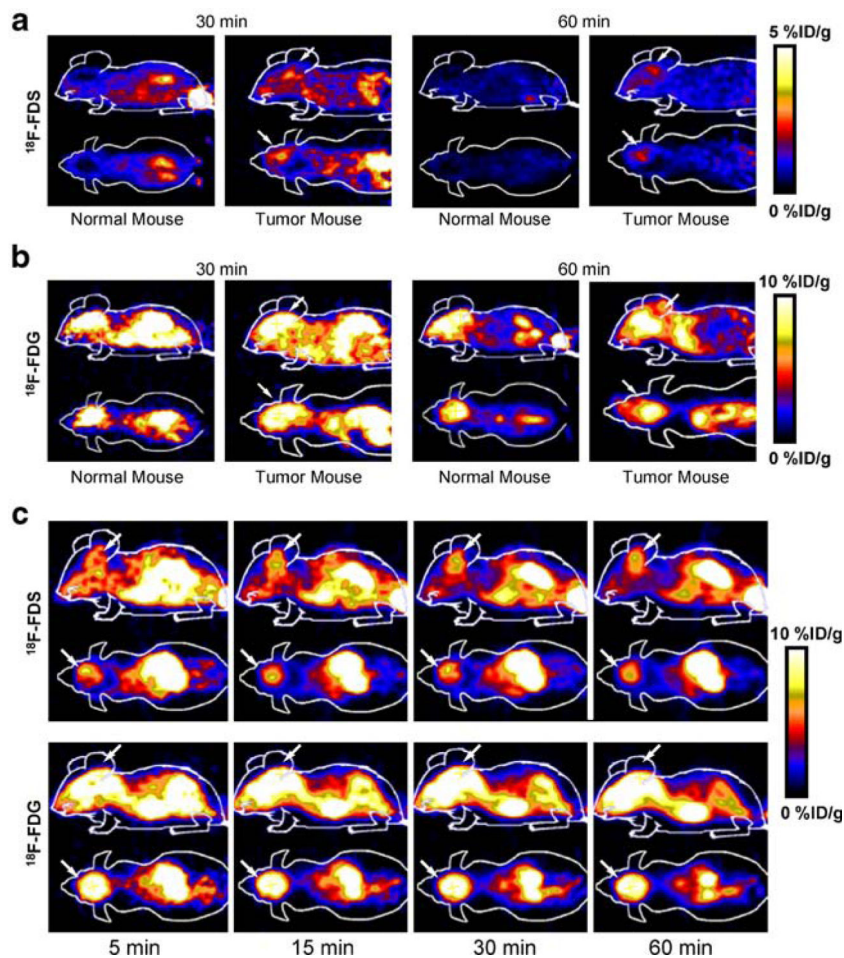 a
30 min
60 min
5 %ID/g
¹⁸F-FDS
0 %ID/g
Normal Mouse
Tumor Mouse
Normal Mouse
Tumor Mouse
b
30 min
60 min
10 %ID/g
¹⁸F-FDG
0 %ID/g
Normal Mouse
Tumor Mouse
Normal Mouse
Tumor Mouse
c
¹⁸F-FDS
10 %ID/g
¹⁸F-FDG
0 %ID/g
5 min
15 min
30 min
60 min